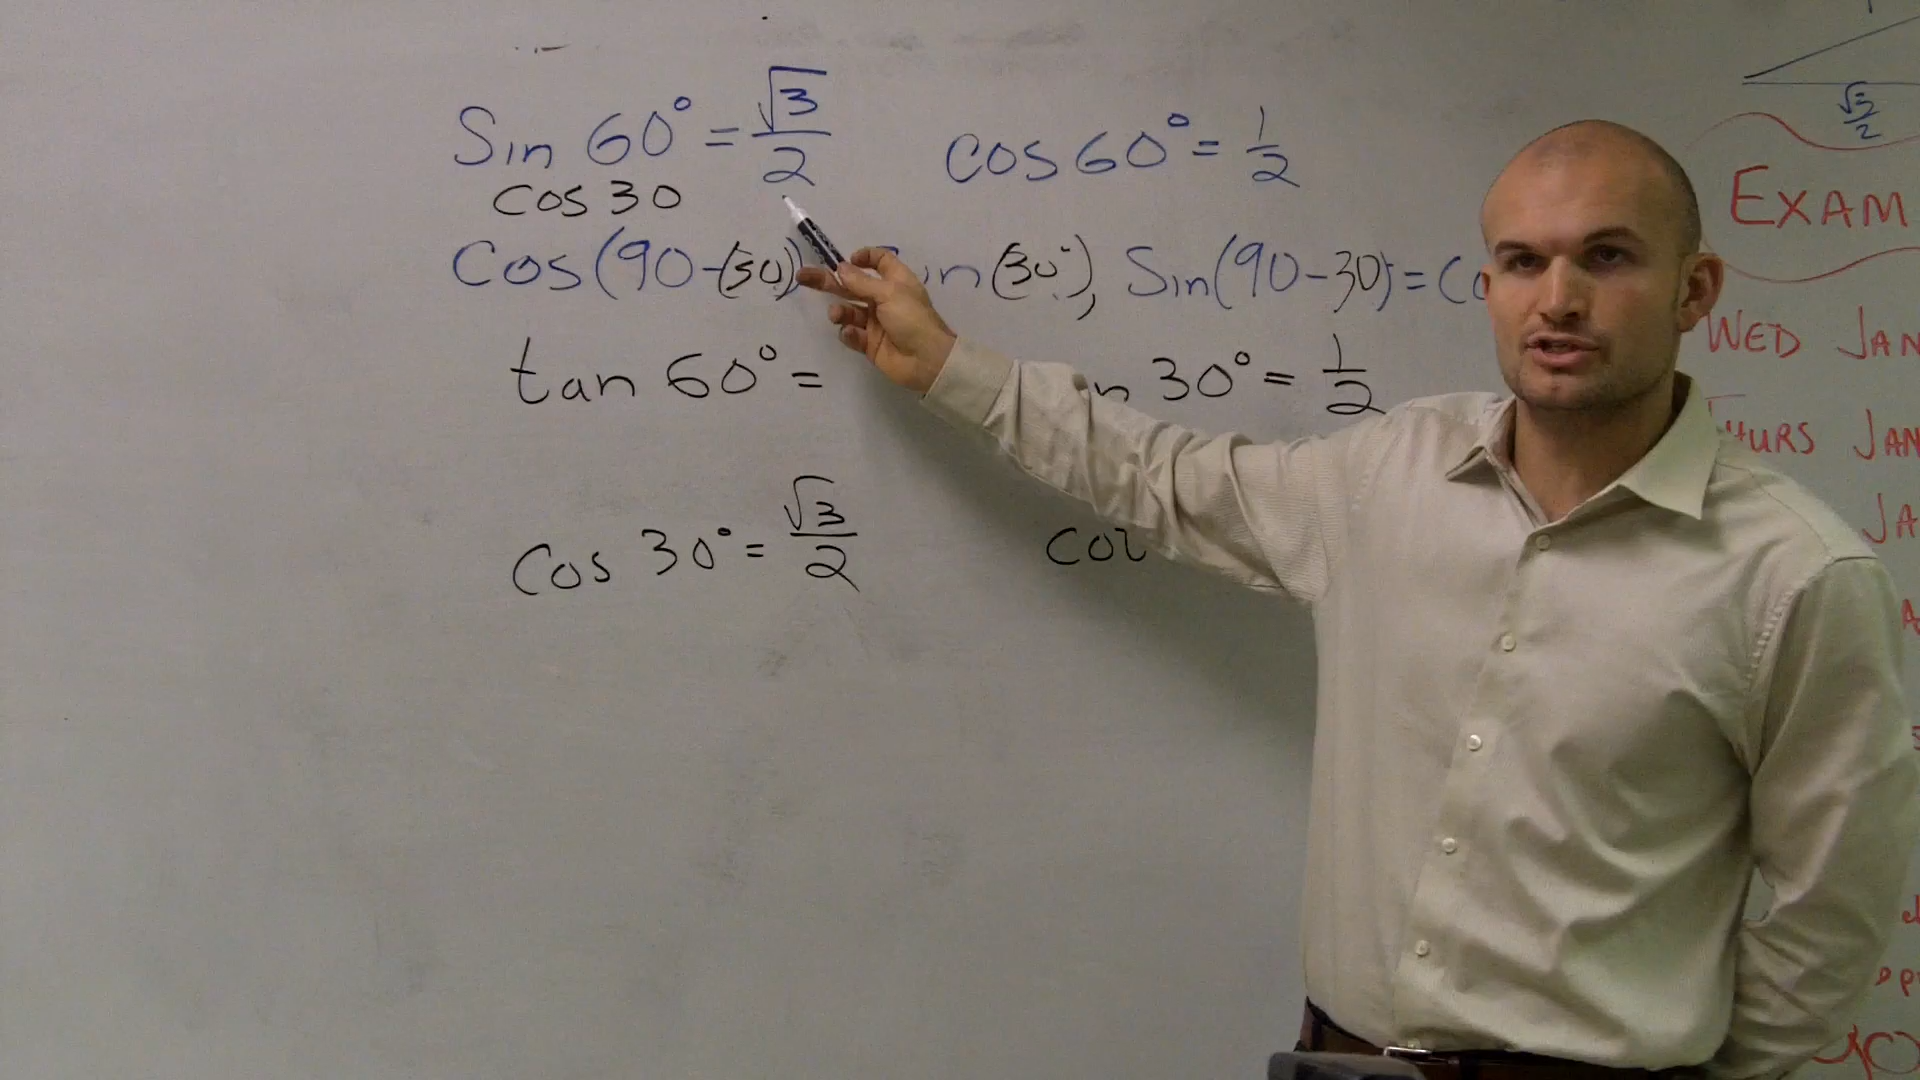 Sin 60° = √3/2 cos 60° = 1/2
cos 30
Cos(90-(30)) Sin(30°), Sin(90-30) = Co
tan 60° = n 30° = 1/2
cos 30° = √3/2 cot
√3/2
EXAM
WED JAN
THURS JAN
JA